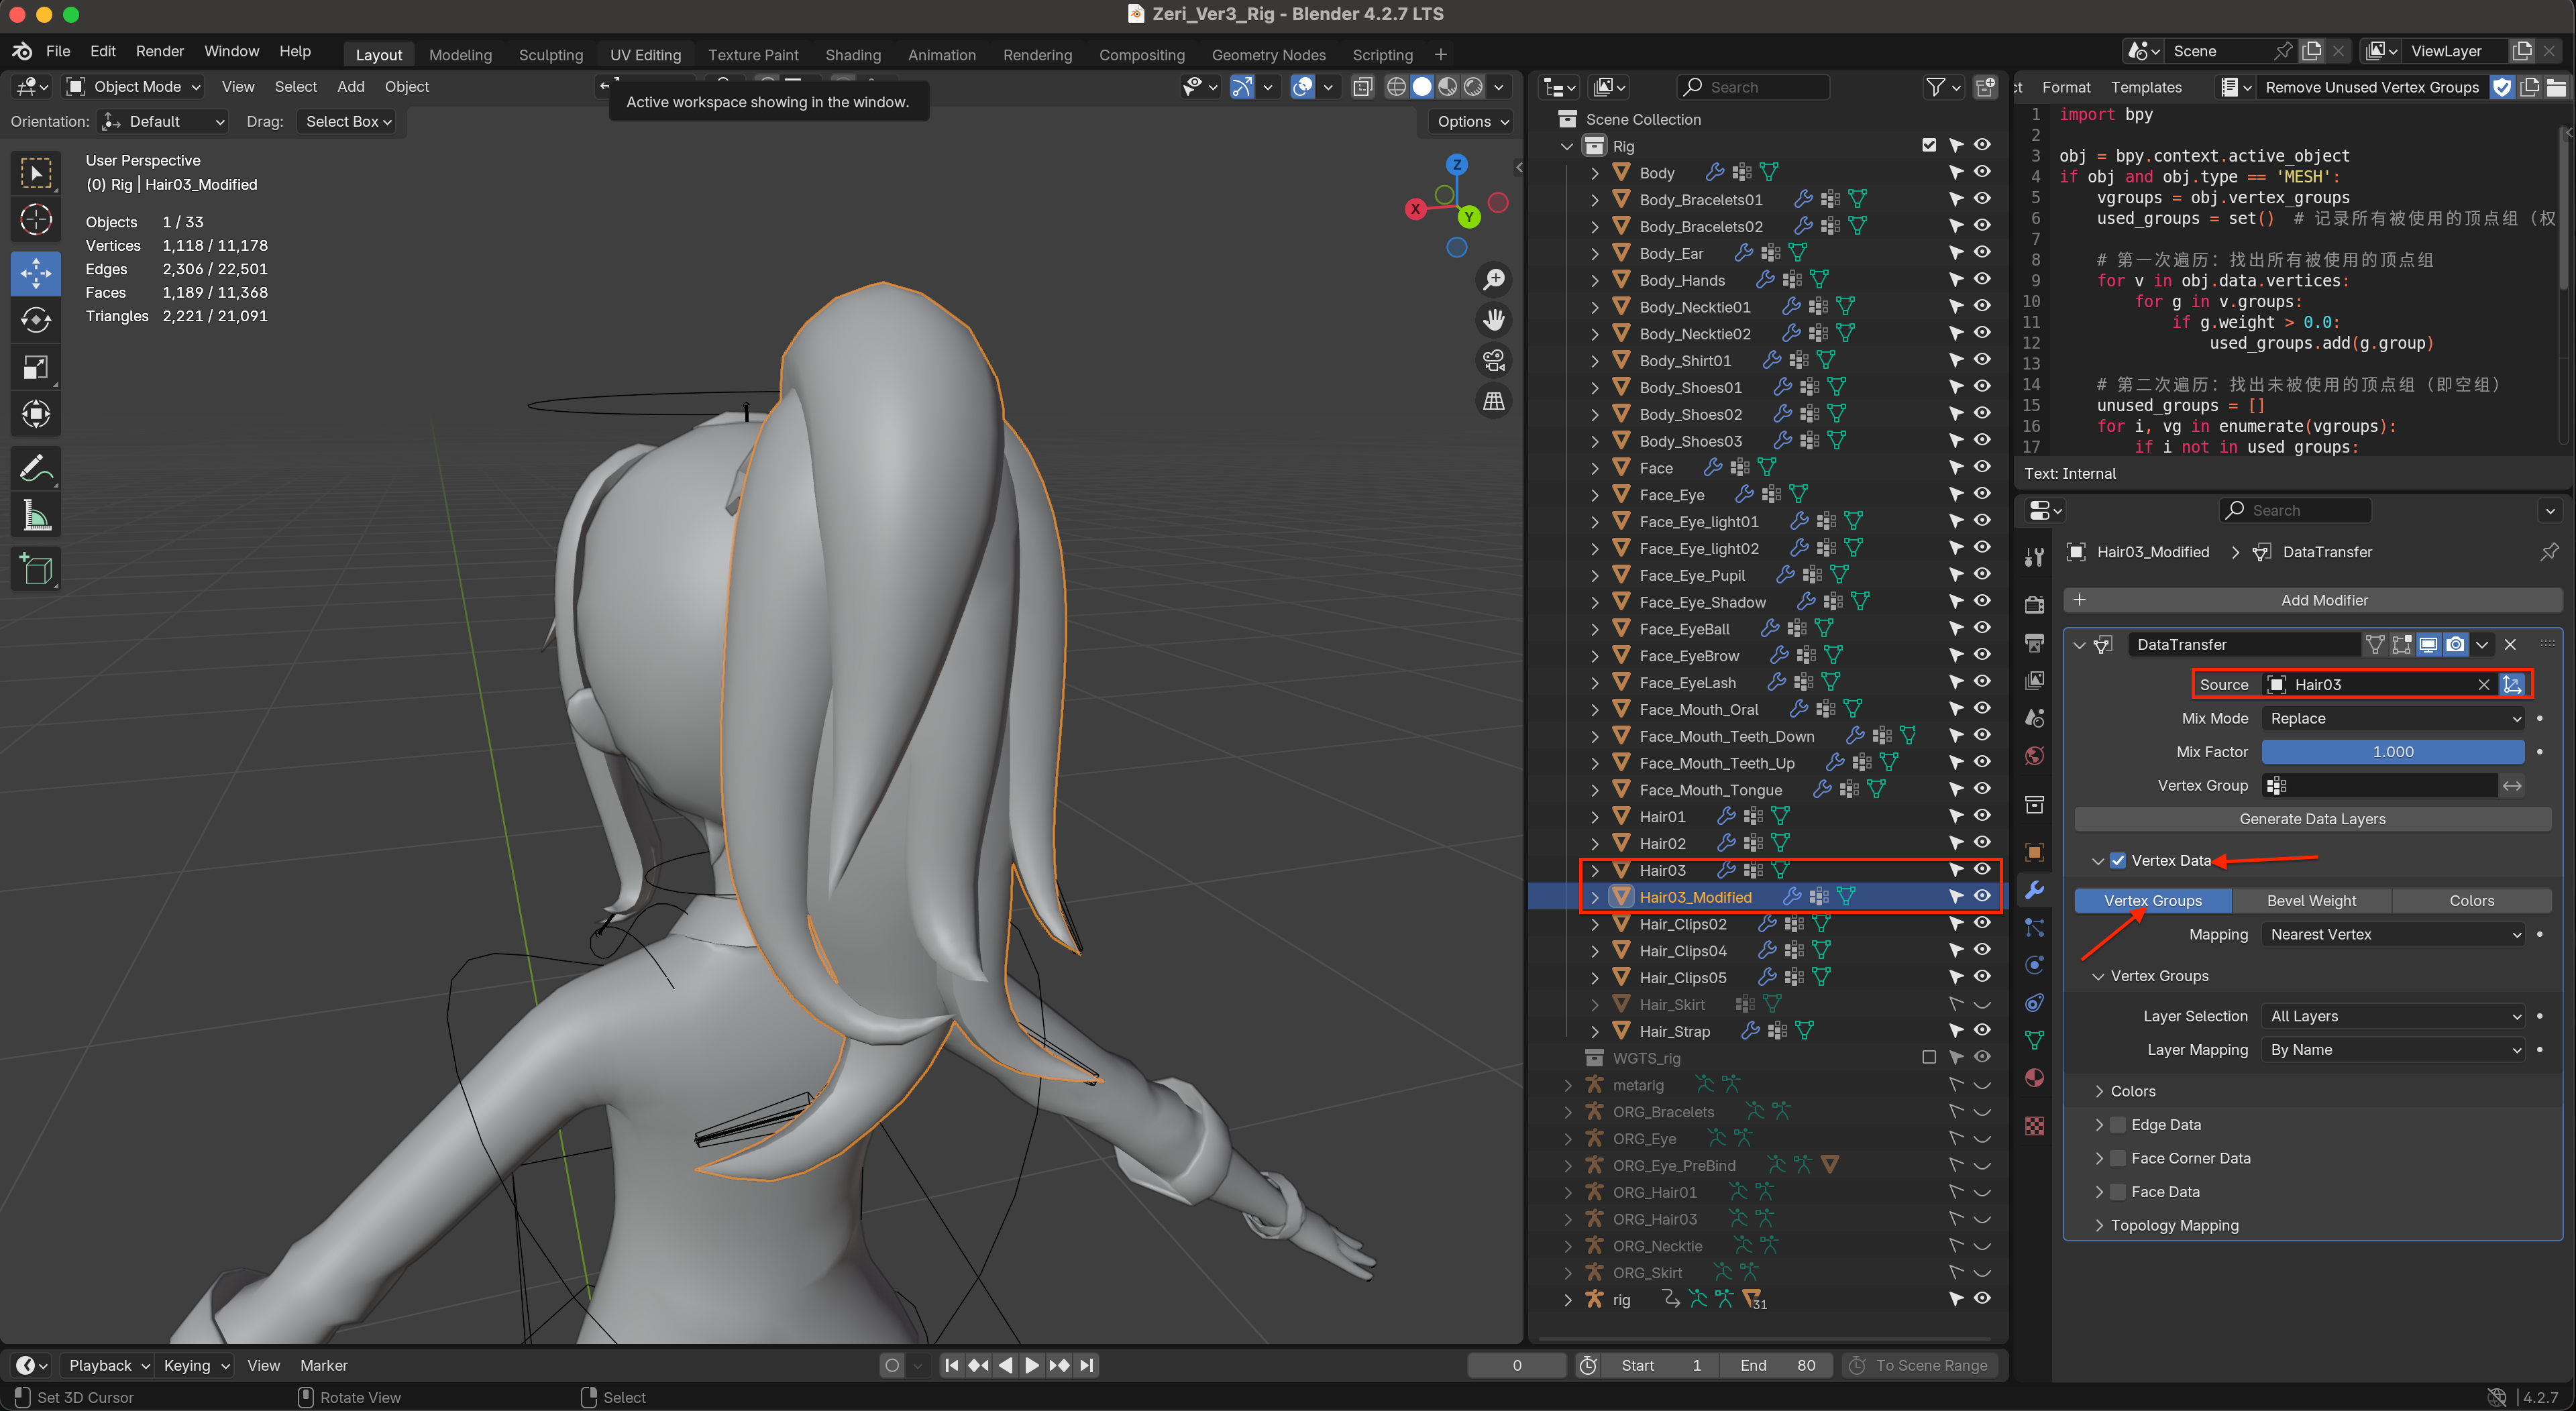 Zeri_Ver3_Rig - Blender 4.2.7 LTS
File Edit Render Window Help Layout Modeling Sculpting UV Editing Texture Paint Shading Animation Rendering Compositing Geometry Nodes Scripting + Scene ViewLayer
Object Mode View Select Add Object
Active workspace showing in the window.
Orientation: Default Drag: Select Box
Options
User Perspective
(0) Rig | Hair03_Modified
Objects 1 / 33
Vertices 1,118 / 11,178
Edges 2,306 / 22,501
Faces 1,189 / 11,368
Triangles 2,221 / 21,091
Z
X
Y
Search
Scene Collection
Rig
Body
Body_Bracelets01
Body_Bracelets02
Body_Ear
Body_Hands
Body_Necktie01
Body_Necktie02
Body_Shirt01
Body_Shoes01
Body_Shoes02
Body_Shoes03
Face
Face_Eye
Face_Eye_light01
Face_Eye_light02
Face_Eye_Pupil
Face_Eye_Shadow
Face_EyeBall
Face_EyeBrow
Face_EyeLash
Face_Mouth_Oral
Face_Mouth_Teeth_Down
Face_Mouth_Teeth_Up
Face_Mouth_Tongue
Hair01
Hair02
Hair03
Hair03_Modified
Hair_Clips02
Hair_Clips04
Hair_Clips05
Hair_Skirt
Hair_Strap
WGTS_rig
metarig
ORG_Bracelets
ORG_Eye
ORG_Eye_PreBind
ORG_Hair01
ORG_Hair03
ORG_Necktie
ORG_Skirt
rig 31
ct Format Templates Remove Unused Vertex Groups
1 import bpy
2
3 obj = bpy.context.active_object
4 if obj and obj.type == 'MESH':
5 vgroups = obj.vertex_groups
6 used_groups = set() # 记录所有被使用的顶点组（权
7
8 # 第一次遍历：找出所有被使用的顶点组
9 for v in obj.data.vertices:
10 for g in v.groups:
11 if g.weight > 0.0:
12 used_groups.add(g.group)
13
14 # 第二次遍历：找出未被使用的顶点组（即空组）
15 unused_groups = []
16 for i, vg in enumerate(vgroups):
17 if i not in used_groups:
Text: Internal
Search
Hair03_Modified > DataTransfer
+ Add Modifier
DataTransfer
Source Hair03
Mix Mode Replace
Mix Factor 1.000
Vertex Group
Generate Data Layers
Vertex Data
Vertex Groups Bevel Weight Colors
Mapping Nearest Vertex
Vertex Groups
Layer Selection All Layers
Layer Mapping By Name
Colors
Edge Data
Face Corner Data
Face Data
Topology Mapping
Playback Keying View Marker 0 Start 1 End 80 To Scene Range
Set 3D Cursor Rotate View Select 4.2.7